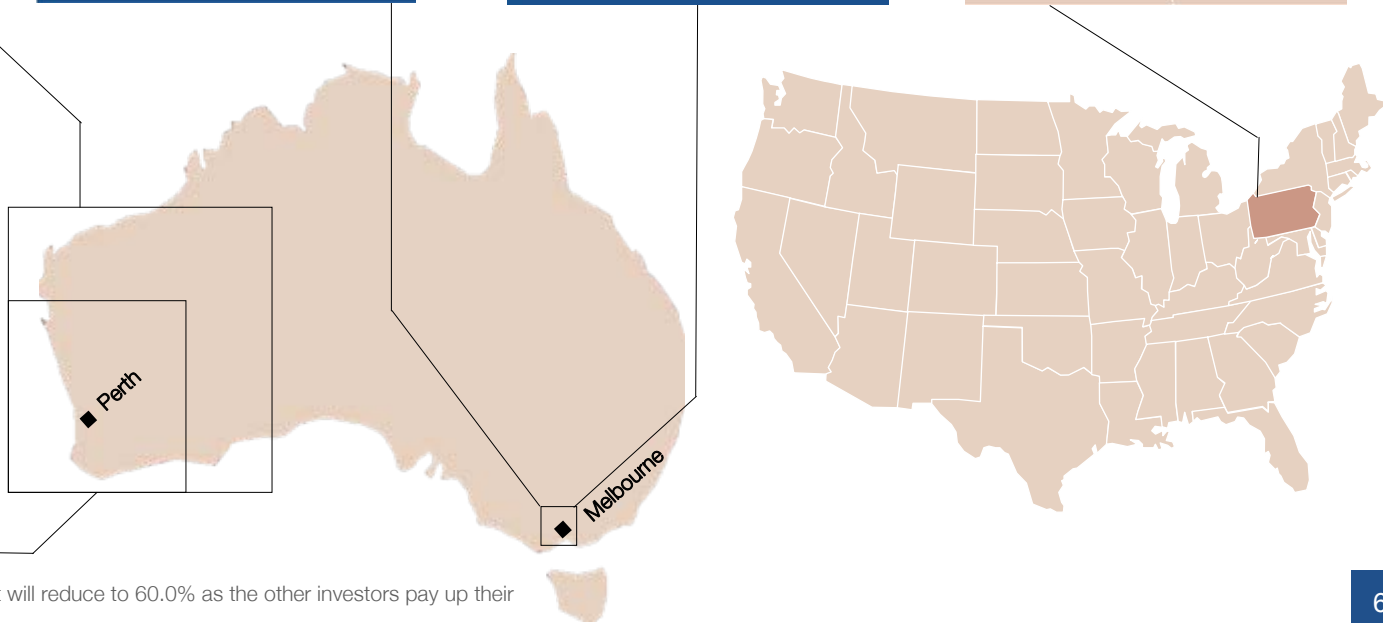 Perth
Melbourne
will reduce to 60.0% as the other investors pay up their
6